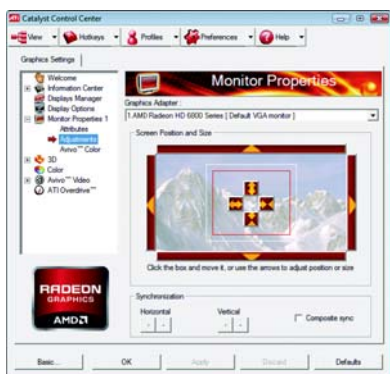 Catalyst Control Center
View
Hotkeys
Profiles
Preferences
Help
Graphics Settings
Welcome
Information Center
Displays Manager
Display Options
Monitor Properties 1
Attributes
Adjustments
Avivo™ Color
3D
Color
Avivo™ Video
ATI Overdrive™
RADEON
GRAPHICS
AMD
Monitor Properties
Graphics Adapter:
1.AMD Radeon HD 6800 Series [ Default VGA monitor ]
Screen Position and Size
Click the box and move it, or use the arrows to adjust position or size
Synchronization
Horizontal
Vertical
- -
- -
Composite sync
Basic...
OK
Apply
Discard
Defaults